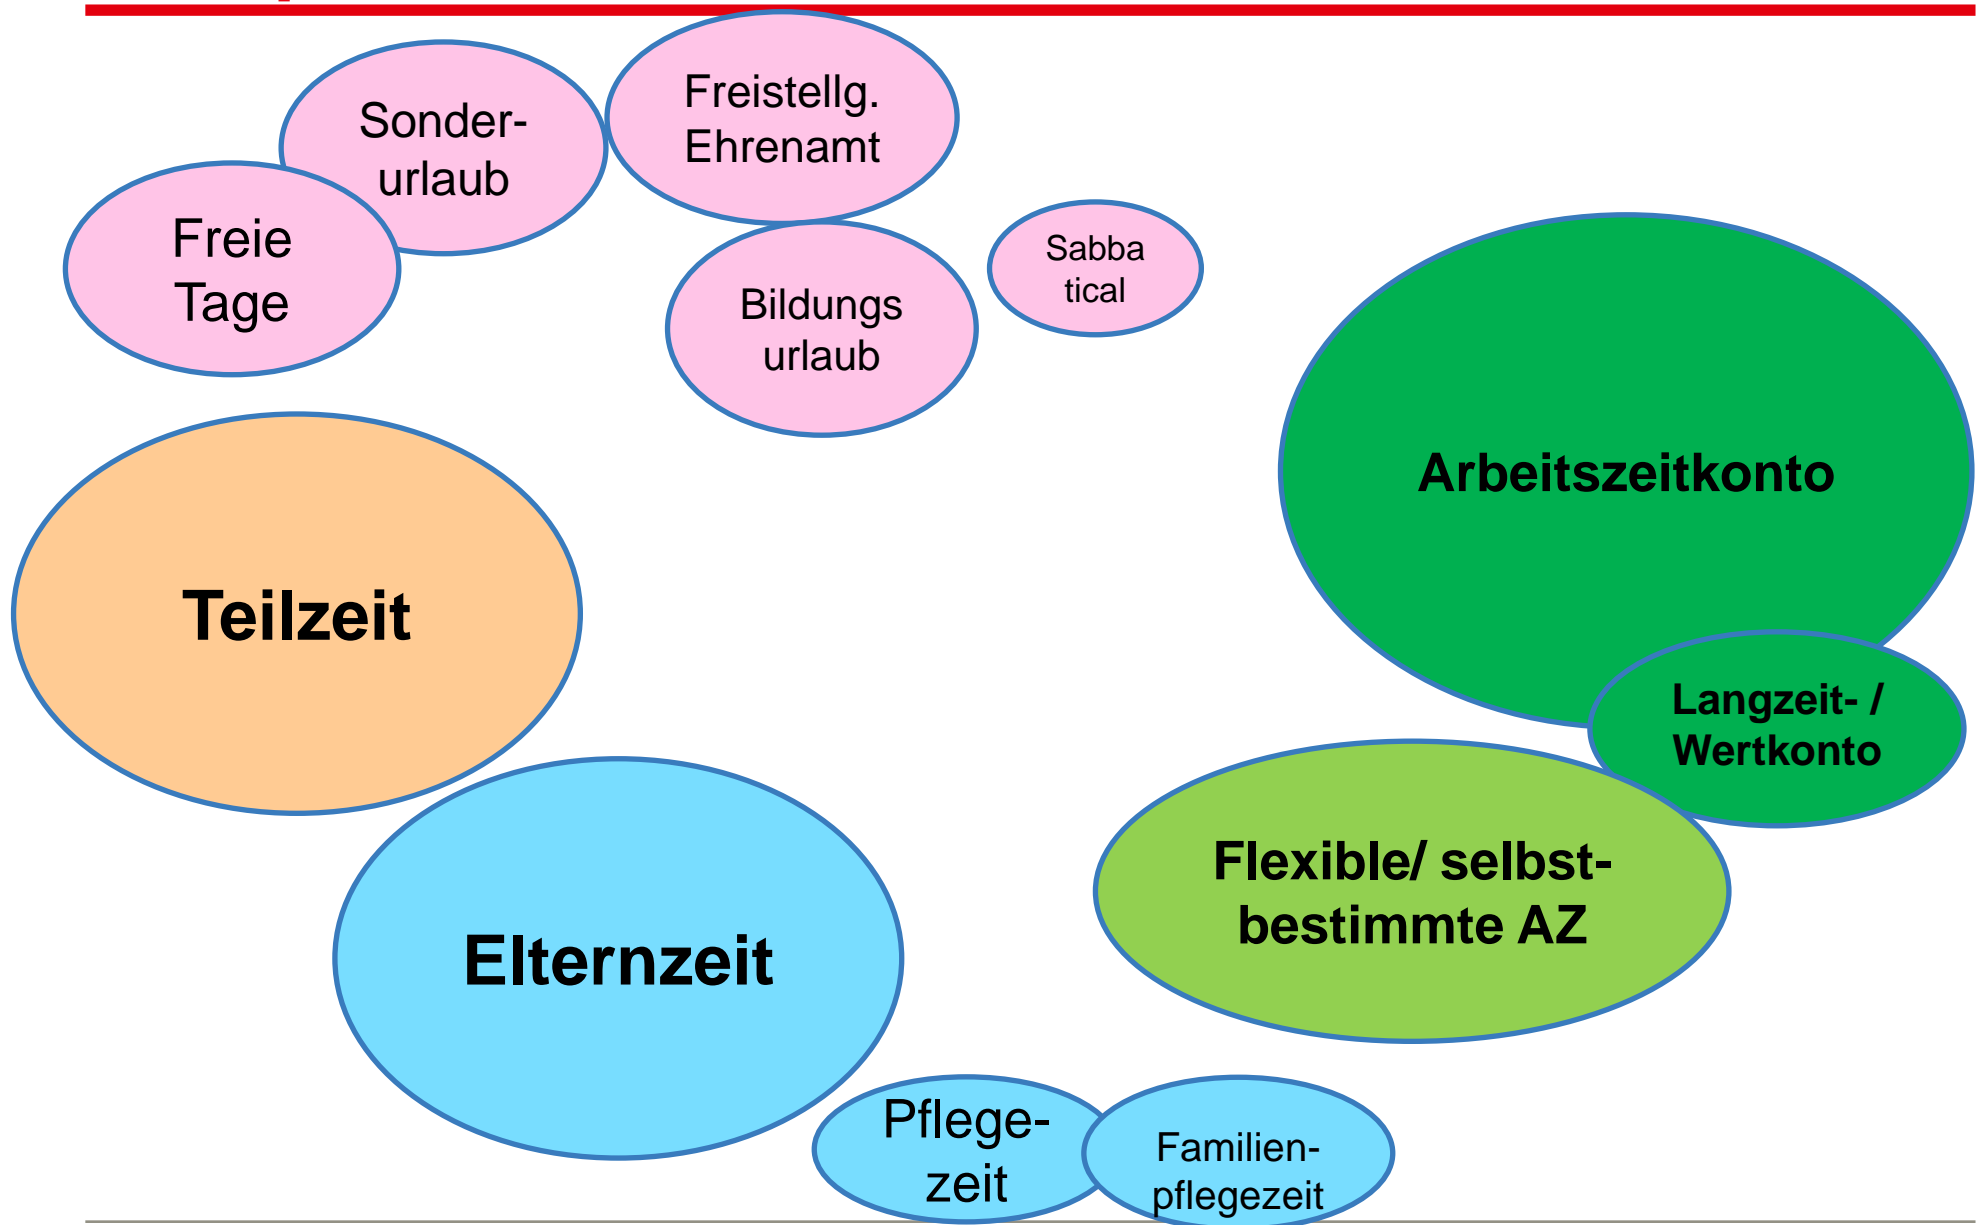 Freistellg.
Ehrenamt
Sonder-
urlaub
Freie
Tage
Sabba
tical
Bildungs
urlaub
Arbeitszeitkonto
Teilzeit
Langzeit- /
Wertkonto
Flexible/ selbst-
bestimmte AZ
Elternzeit
Pflege-
zeit
Familien-
pflegezeit